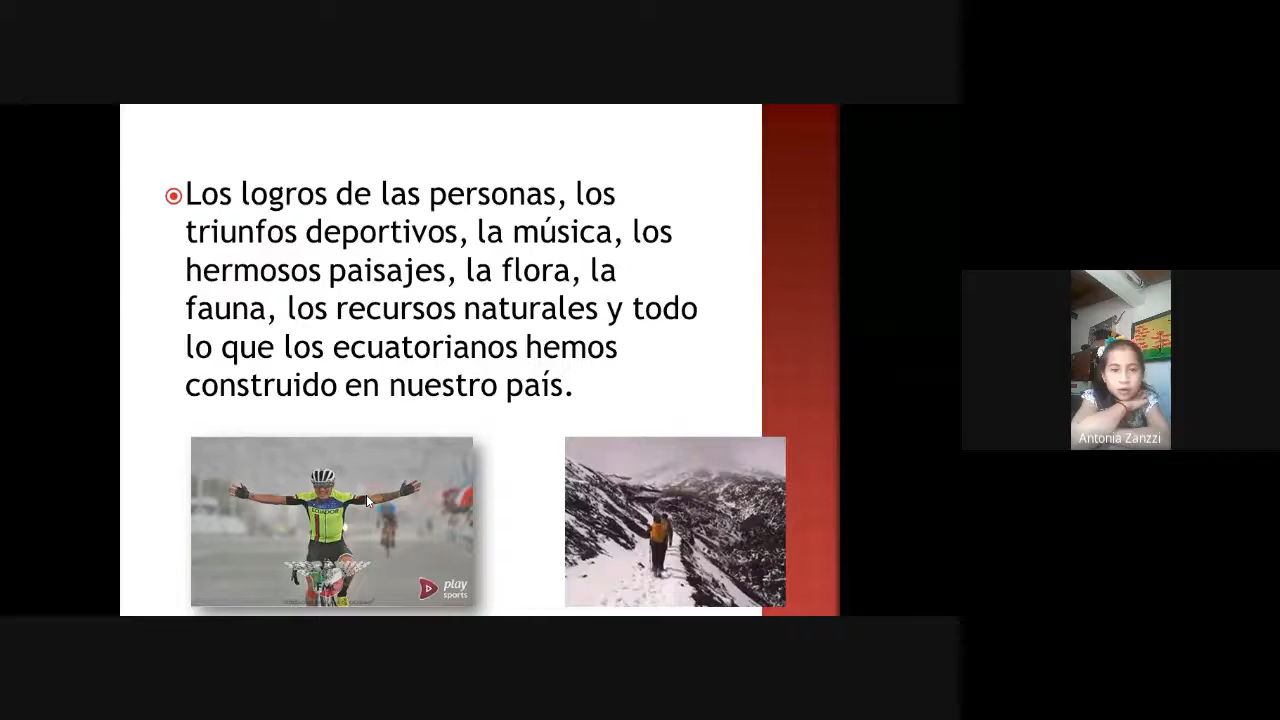 Los logros de las personas, los
triunfos deportivos, la música, los
hermosos paisajes, la flora, la
fauna, los recursos naturales y todo
lo que los ecuatorianos hemos
construido en nuestro país.
play
sports
Antonia Zanzzi